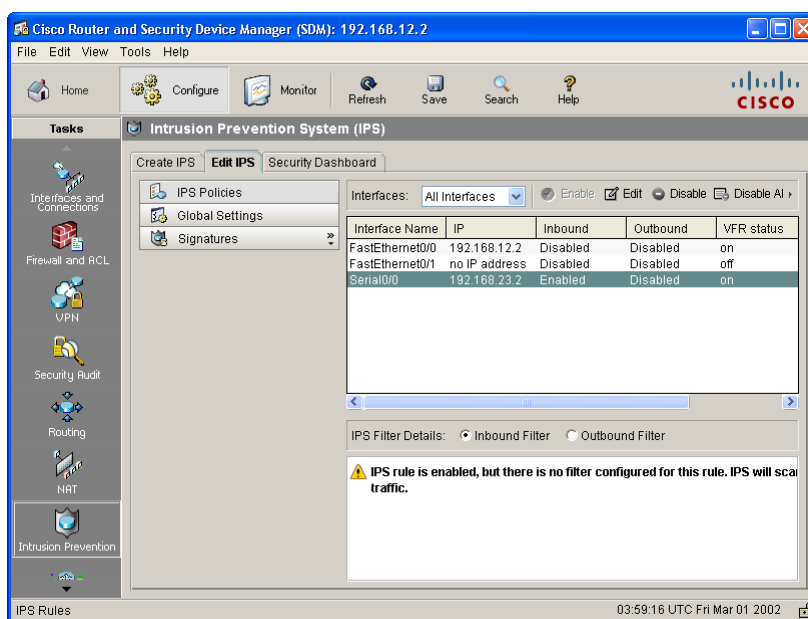 Cisco Router and Security Device Manager (SDM): 192.168.12.2
File Edit View Tools Help
Home Configure Monitor Refresh Save Search Help
CISCO
Tasks
Intrusion Prevention System (IPS)
Create IPS Edit IPS Security Dashboard
Interfaces and Connections
Firewall and ACL
VPN
Security Audit
Routing
NAT
Intrusion Prevention
IPS Policies
Global Settings
Signatures
Interfaces: All Interfaces Enable Edit Disable Disable Al
Interface Name IP Inbound Outbound VFR status
FastEthernet0/0 192.168.12.2 Disabled Disabled on
FastEthernet0/1 no IP address Disabled Disabled off
Serial0/0 192.168.23.2 Enabled Disabled on
IPS Filter Details: Inbound Filter Outbound Filter
IPS rule is enabled, but there is no filter configured for this rule. IPS will scan
traffic.
IPS Rules 03:59:16 UTC Fri Mar 01 2002